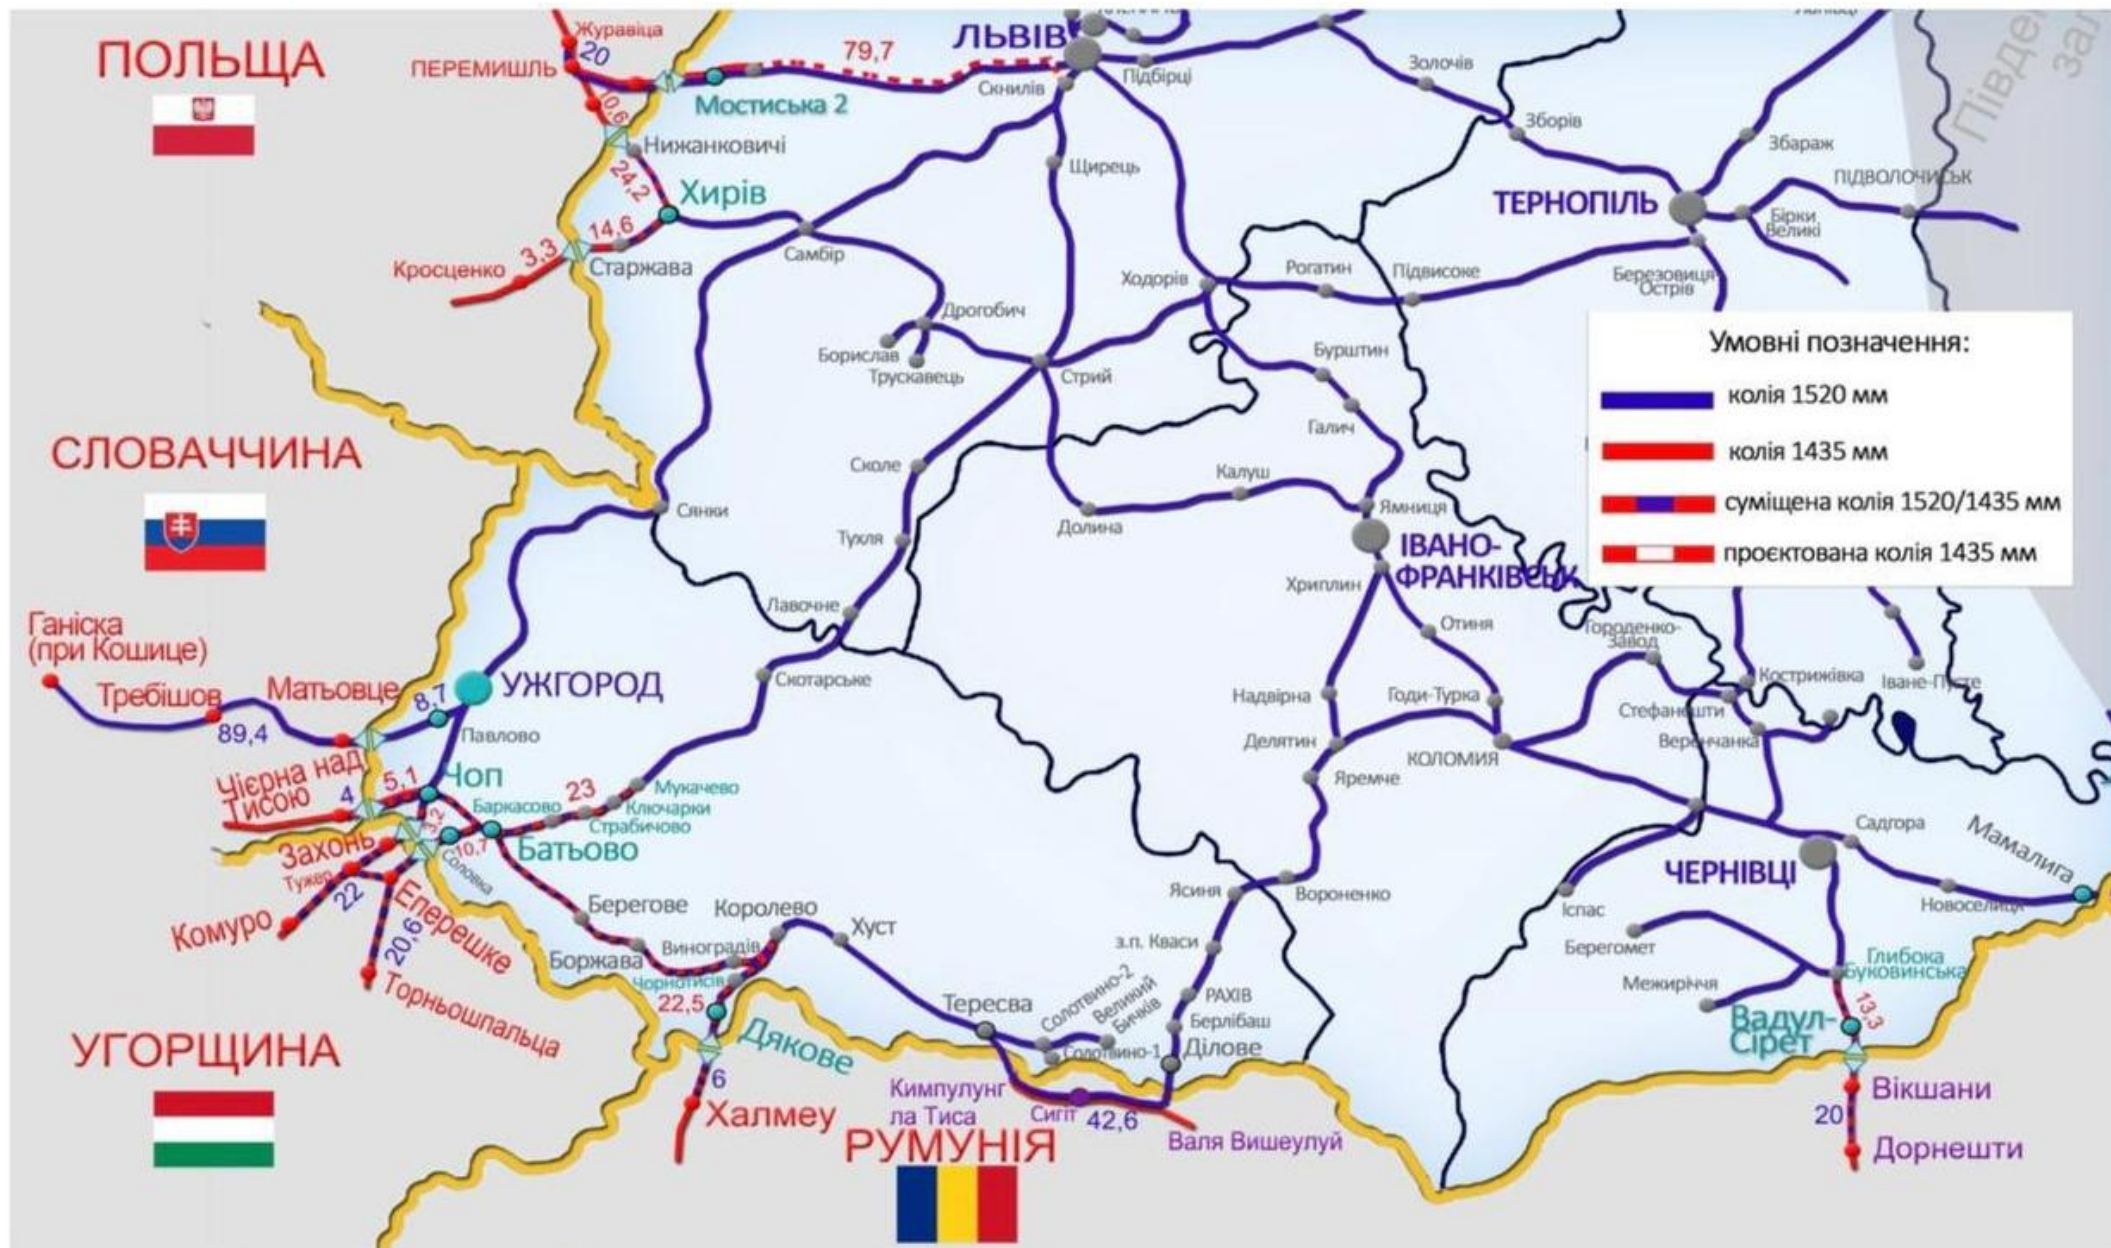 ПОЛЬЩА
Журавіца
20
ПЕРЕМИШЛЬ
10,6
Мостиська 2
79,7
ЛЬВІВ
Скнилів
Підбірці
Золочів
Зборів
Збараж
ПІДВОЛОЧИСЬК
ТЕРНОПІЛЬ
Бірки
Великі
Березовиця
Острів
Нижанковичі
24,2
Хирів
14,6
3,3
Кросценко
Старжава
Самбір
Щирець
Ходорів
Рогатин
Підвисоке
Дрогобич
Борислав
Трускавець
Стрий
Бурштин
Галич
Умовні позначення:
колія 1520 мм
колія 1435 мм
суміщена колія 1520/1435 мм
проєктована колія 1435 мм
СЛОВАЧЧИНА
Сколе
Сянки
Тухля
Долина
Калуш
Ямниця
ІВАНО-
ФРАНКІВСЬК
Хриплин
Отиня
Городенко-
Завод
Лавочне
Скотарське
Надвірна
Годи-Турка
Стефанешти
Кострижівка
Іване-Пусте
Веренчанка
Делятин
КОЛОМИЯ
Яремче
Ганіска
(при Кошице)
Требішов
89,4
Матьовце
8,7
УЖГОРОД
Павлово
Чієрна над
Тисою
4
5,1
Чоп
Баркасово
23
Мукачево
Ключарки
Страбичово
3,2
10,7
Батьово
Соловка
Захонь
Тужер
22
Комуро
Еперешке
20,6
Торньошпальца
Берегове
Боржава
Виноградів
Королево
Хуст
Чорнотисів
22,5
Дякове
6
Халмеу
УГОРЩИНА
Ясиня
Вороненко
з.п. Кваси
РАХІВ
Берлібаш
Ділове
Тересва
Солотвино-2
Великий
Бичків
Солотвино-1
Кимпулунг
ла Тиса
Сигіт
42,6
Валя Вишеулуй
РУМУНІЯ
Садгора
Мамалига
ЧЕРНІВЦІ
Новоселиця
Іспас
Берегомет
Межиріччя
Глибока
Буковинська
13,3
Вадул-
Сірет
Вікшани
20
Дорнешти